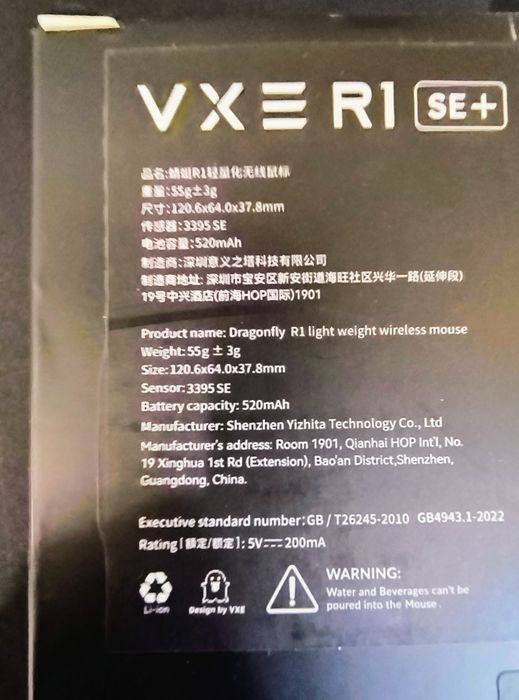 VXE R1 SE+
品名:蜻蜓R1轻量化无线鼠标
重量:55g±3g
尺寸:120.6x64.0x37.8mm
传感器:3395 SE
电池容量:520mAh
制造商:深圳意义之塔科技有限公司
制造商地址: 深圳市宝安区新安街道海旺社区兴华一路(延伸段)
19号中兴酒店(前海HOP国际)1901
Product name: Dragonfly R1 light weight wireless mouse
Weight: 55g ± 3g
Size: 120.6x64.0x37.8mm
Sensor: 3395 SE
Battery capacity: 520mAh
Manufacturer: Shenzhen Yizhita Technology Co., Ltd
Manufacturer's address: Room 1901, Qianhai HOP Int'l, No.
19 Xinghua 1st Rd (Extension), Bao'an District,Shenzhen,
Guangdong, China.
Executive standard number:GB / T26245-2010 GB4943.1-2022
Rating [额定/额定]: 5V⎓200mA
Li-ion
Design by VXE
WARNING:
Water and Beverages can't be
poured into the Mouse .